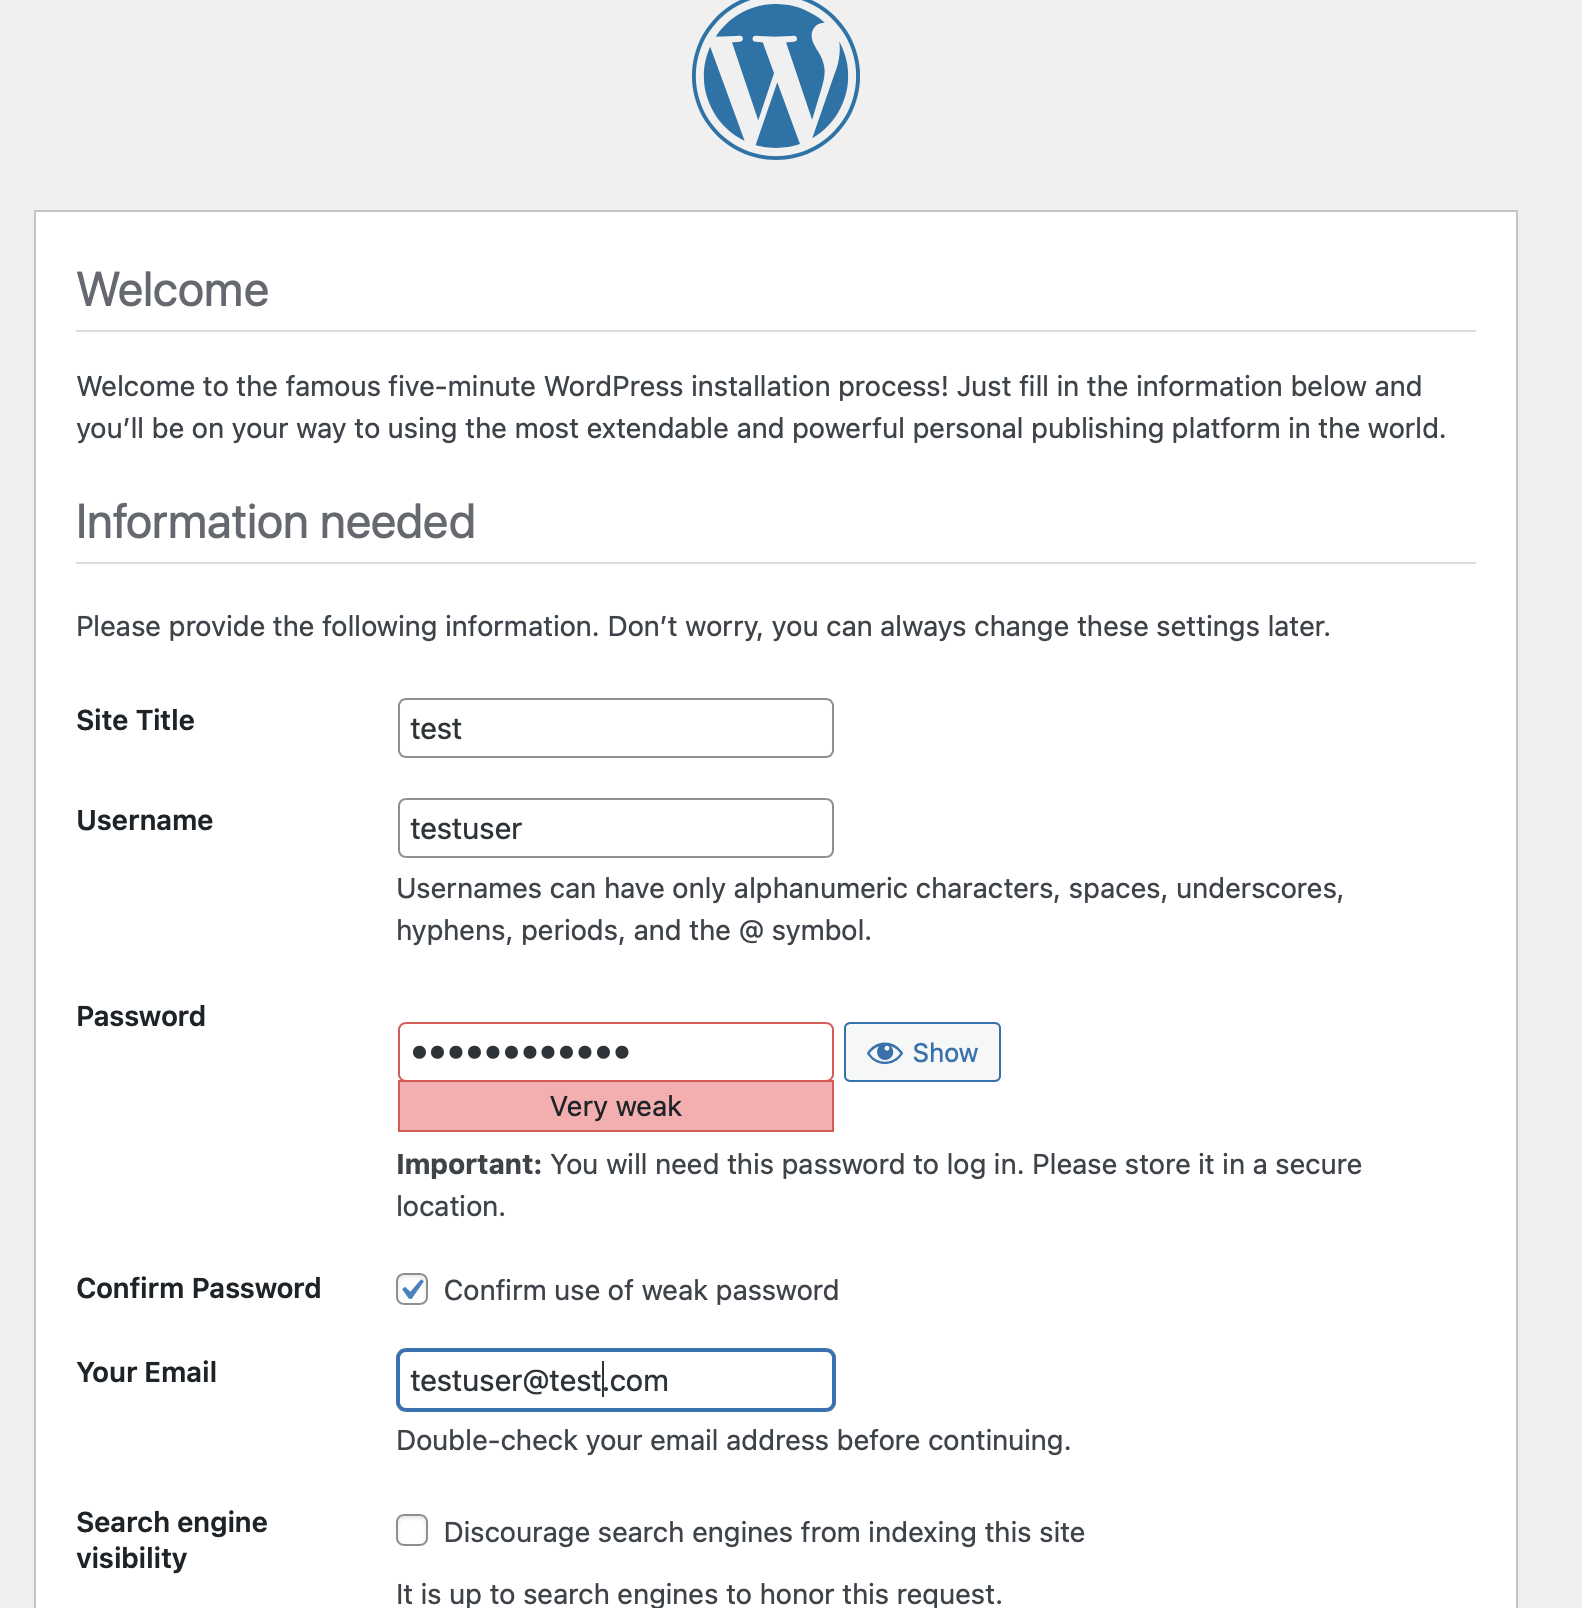 Welcome
Welcome to the famous five-minute WordPress installation process! Just fill in the information below and
you’ll be on your way to using the most extendable and powerful personal publishing platform in the world.
Information needed
Please provide the following information. Don’t worry, you can always change these settings later.
Site Title
test
Username
testuser
Usernames can have only alphanumeric characters, spaces, underscores,
hyphens, periods, and the @ symbol.
Password
••••••••••••
Show
Very weak
Important: You will need this password to log in. Please store it in a secure
location.
Confirm Password
Confirm use of weak password
Your Email
testuser@test.com
Double-check your email address before continuing.
Search engine
visibility
Discourage search engines from indexing this site
It is up to search engines to honor this request.